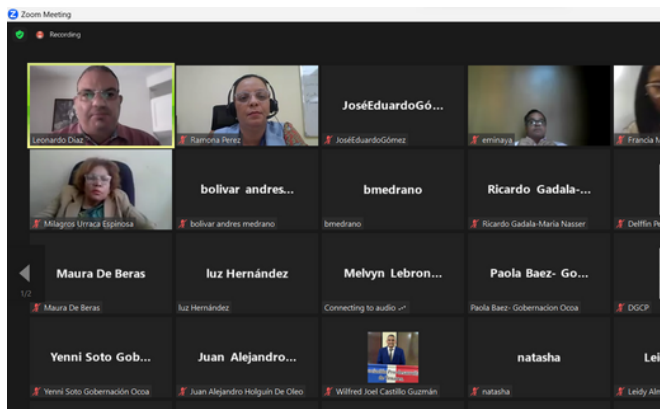 Zoom Meeting
Recording
Leonardo Diaz
Ramona Perez
JoséEduardoGó...
JoséEduardoGómez
eminaya
Francia M
Milagros Urraca Espinosa
bolivar andres...
bolivar andres medrano
bmedrano
bmedrano
Ricardo Gadala-...
Ricardo Gadala-Maria Nasser
Delffin Pe
1/2
Maura De Beras
Maura De Beras
luz Hernández
luz Hernández
Melvyn Lebron...
Connecting to audio
Paola Baez- Go...
Paola Baez- Gobernacion Ocoa
DGCP
Yenni Soto Gob...
Yenni Soto Gobernación Ocoa
Juan Alejandro...
Juan Alejandro Holguín De Oleo
Wilfred Joel Castillo Guzmán
natasha
natasha
Lei
Leidy Alm